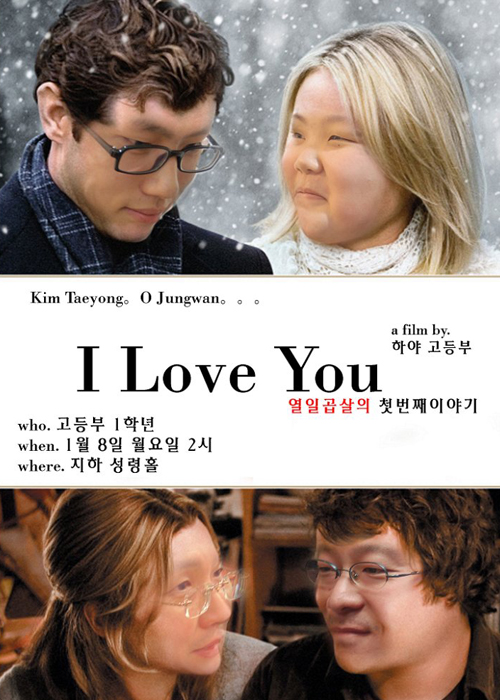 Kim Taeyong。O Jungwan。。。
a film by.
하야 고등부
I Love You
열일곱살의 첫번째이야기
who. 고등부 1학년
when. 1월 8일 월요일 2시
where. 지하 성령홀